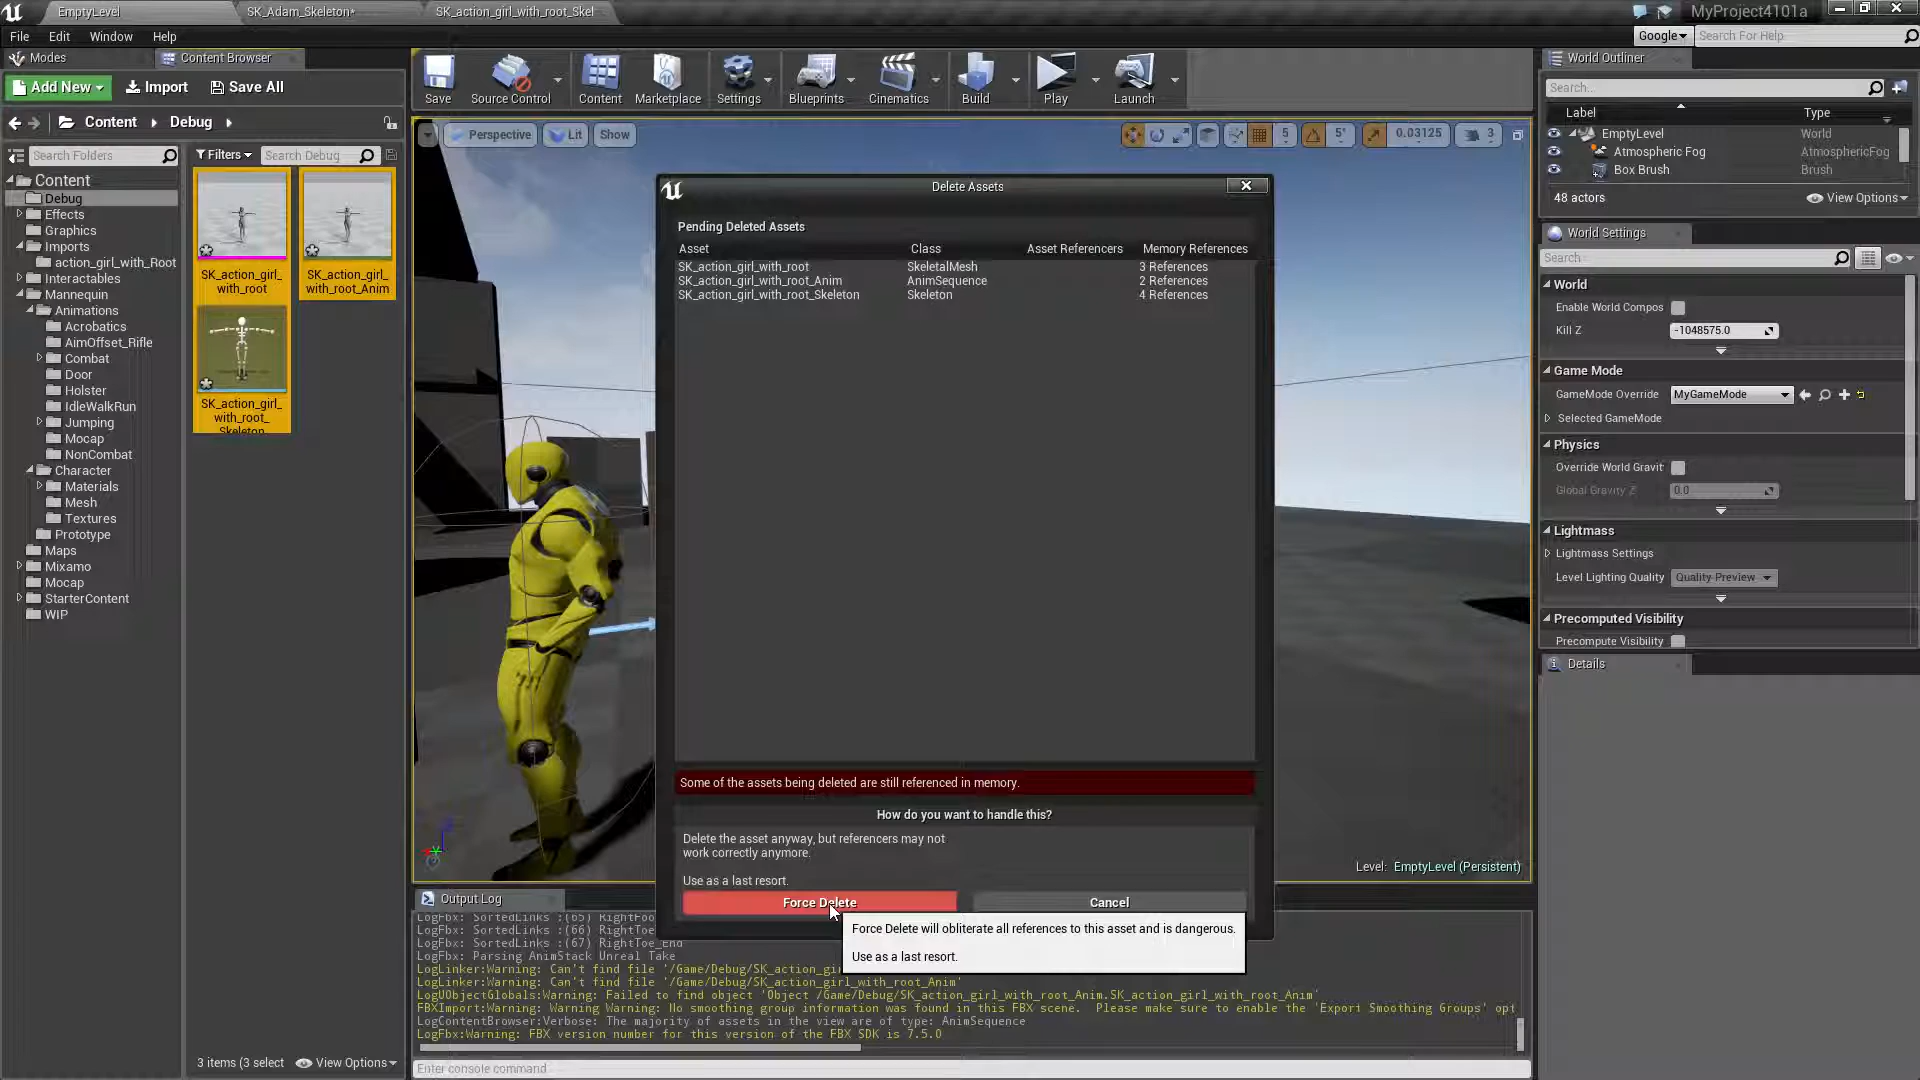 EmptyLevel
SK_Adam_Skeleton*
SK_action_girl_with_root_Skel
MyProject4101a
File
Edit
Window
Help
Google
Search For Help
Modes
Content Browser
Add New
Import
Save All
Content
Debug
Search Folders
Filters
Search Debug
Content
Debug
Effects
Graphics
Imports
action_girl_with_Root
Interactables
Mannequin
Animations
Acrobatics
AimOffset_Rifle
Combat
Door
Holster
IdleWalkRun
Jumping
Mocap
NonCombat
Character
Materials
Mesh
Textures
Prototype
Maps
Mixamo
Mocap
StarterContent
WIP
SK_action_girl_
with_root
SK_action_girl_
with_root_Anim
SK_action_girl_
with_root_
Skeleton
3 items (3 select
View Options
Save
Source Control
Content
Marketplace
Settings
Blueprints
Cinematics
Build
Play
Launch
Perspective
Lit
Show
5
5°
0.03125
3
Delete Assets
Pending Deleted Assets
Asset
Class
Asset Referencers
Memory References
SK_action_girl_with_root
SkeletalMesh
3 References
SK_action_girl_with_root_Anim
AnimSequence
2 References
SK_action_girl_with_root_Skeleton
Skeleton
4 References
Some of the assets being deleted are still referenced in memory.
How do you want to handle this?
Delete the asset anyway, but referencers may not
work correctly anymore.
Use as a last resort.
Force Delete
Cancel
Force Delete will obliterate all references to this asset and is dangerous.
Use as a last resort.
Level: EmptyLevel (Persistent)
Output Log
LogFbx: SortedLinks :(65) RightFoo
LogFbx: SortedLinks :(66) RightToe
LogFbx: SortedLinks :(67) RightToe_End
LogFbx: Parsing AnimStack Unreal Take
LogLinker:Warning: Can't find file '/Game/Debug/SK_action_gi
LogLinker:Warning: Can't find file '/Game/Debug/SK_action_girl_with_root_Anim'
LogUObjectGlobals:Warning: Failed to find object 'Object /Game/Debug/SK_action_girl_with_root_Anim.SK_action_girl_with_root_Anim'
FBXImport:Warning: Warning Warning: No smoothing group information was found in this FBX scene.  Please make sure to enable the 'Export Smoothing Groups' opt
LogContentBrowser:Verbose: The majority of assets in the view are of type: AnimSequence
LogFbx:Warning: FBX version number for this version of the FBX SDK is 7.5.0
Enter console command
World Outliner
Search...
Label
Type
EmptyLevel
World
Atmospheric Fog
AtmosphericFog
Box Brush
Brush
48 actors
View Options
World Settings
Search
World
Enable World Compos
Kill Z
-1048575.0
Game Mode
GameMode Override
MyGameMode
Selected GameMode
Physics
Override World Gravit
Global Gravity Z
0.0
Lightmass
Lightmass Settings
Level Lighting Quality
Quality Preview
Precomputed Visibility
Precompute Visibility
Details